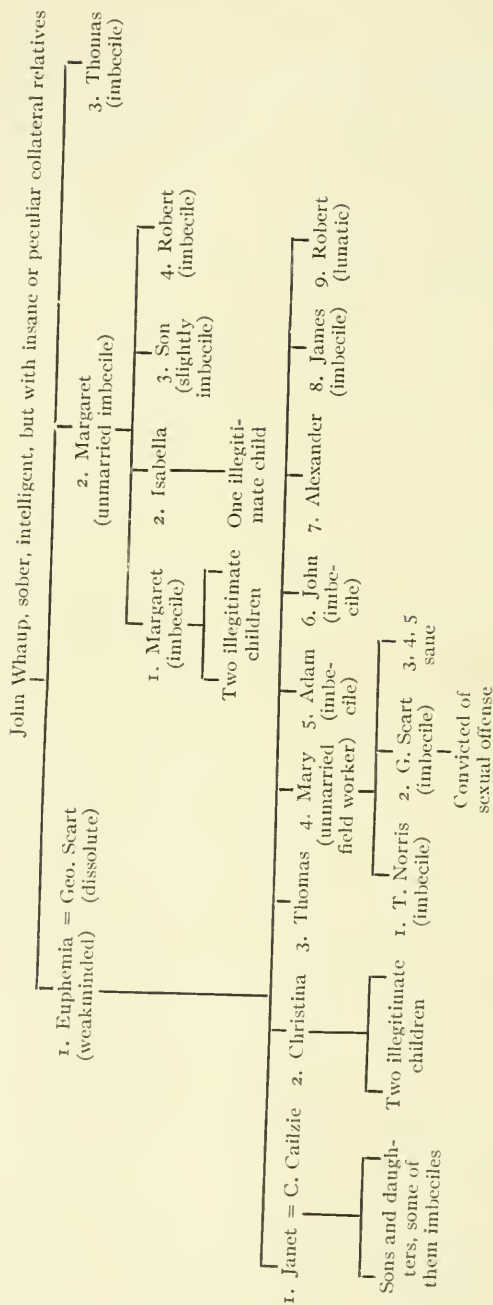 John Whaup, sober, intelligent, but with insane or peculiar collateral relatives
1. Euphemia = Geo. Scart
(weakminded) (dissolute)
2. Margaret
(unmarried imbecile)
3. Thomas
(imbecile)
1. Margaret
(imbecile)
2. Isabella
3. Son
(slightly
imbecile)
4. Robert
(imbecile)
Two illegitimate
children
One illegiti-
mate child
1. Janet = C. Cailzie
2. Christina
3. Thomas
4. Mary
(unmarried
field worker)
5. Adam
(imbe-
cile)
6. John
(imbe-
cile)
7. Alexander
8. James
(imbecile)
9. Robert
(lunatic)
Sons and daugh-
ters, some of
them imbeciles
Two illegitimate
children
1. T. Norris
(imbecile)
2. G. Scart
(imbecile)
3, 4, 5
sane
Convicted of
sexual offense